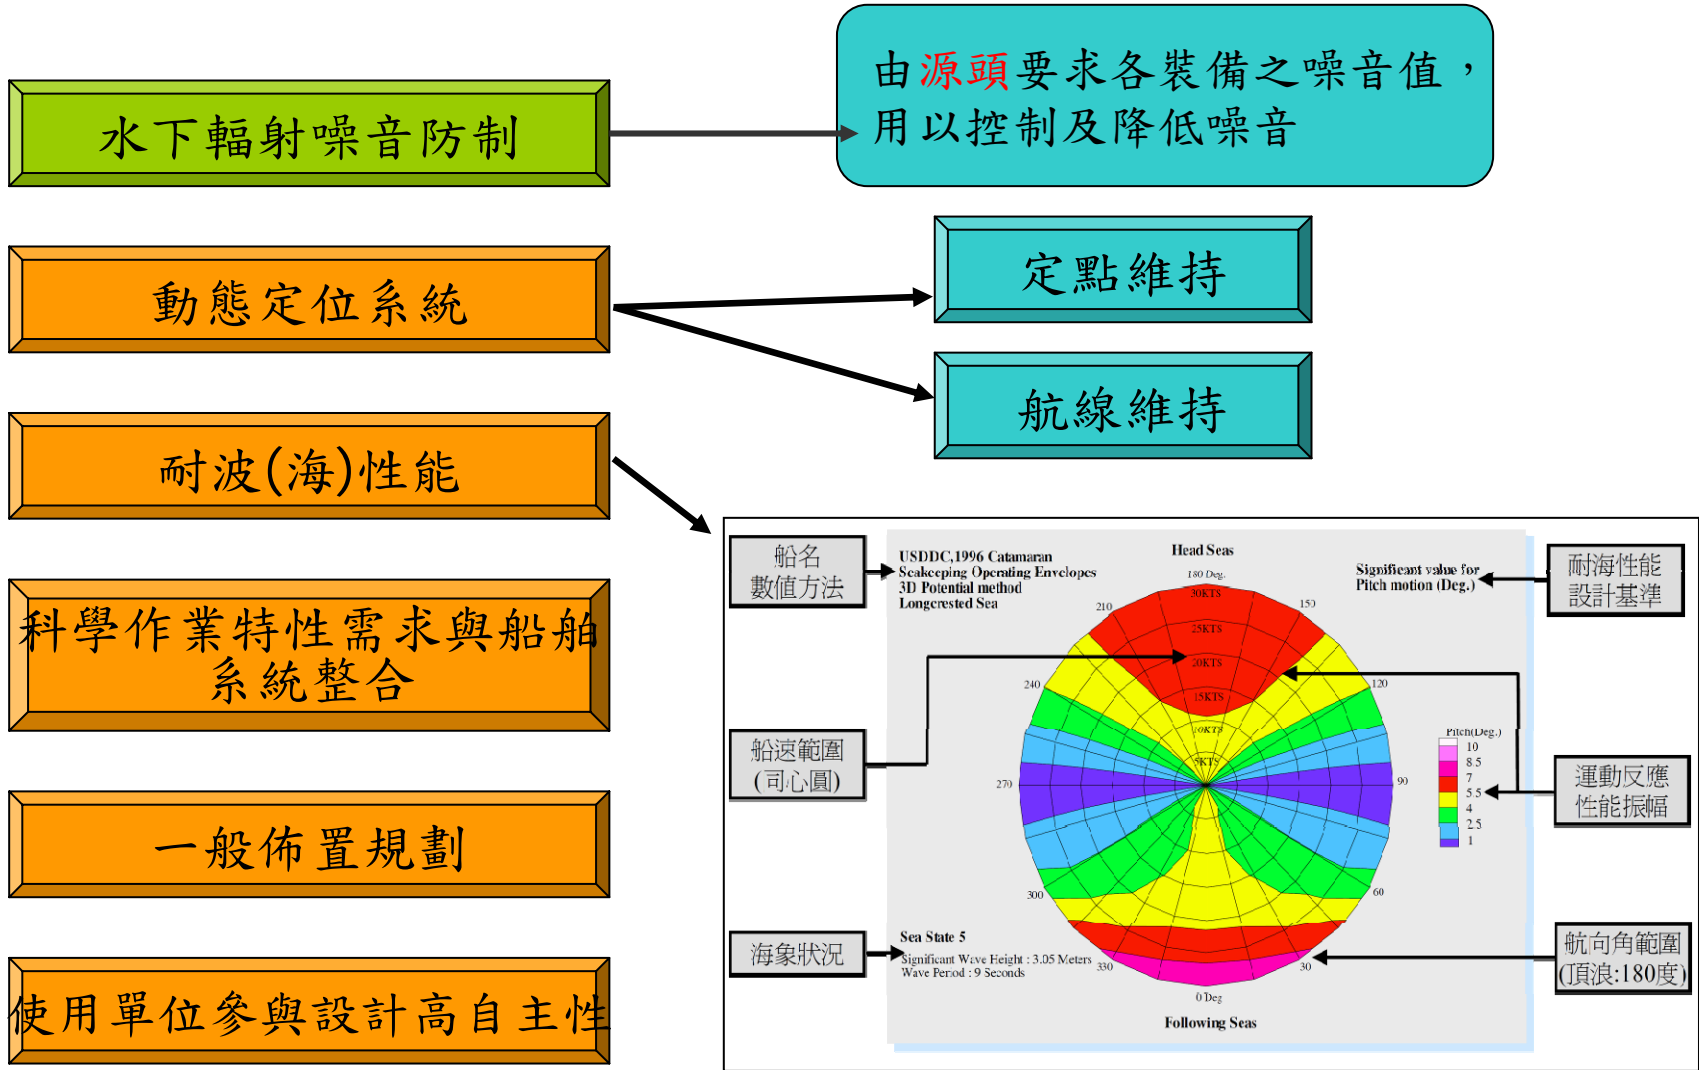 水下輻射噪音防制
由源頭要求各裝備之噪音值，
用以控制及降低噪音
動態定位系統
定點維持
航線維持
耐波(海)性能
科學作業特性需求與船舶
系統整合
一般佈置規劃
使用單位參與設計高自主性
船名
數值方法
USDDC,1996 Catamaran
Seakeeping Operating Envelopes
3D Potential method
Longcrested Sea
Head Seas
180 Deg.
Significant value for
Pitch motion (Deg.)
耐海性能
設計基準
30KTS
25KTS
20KTS
15KTS
10KTS
5KTS
210
150
240
120
270
90
300
60
330
30
0 Deg
Following Seas
船速範圍
(司心圓)
Pitch(Deg.)
10
8.5
7
5.5
4
2.5
1
運動反應
性能振幅
海象狀況
Sea State 5
Significant Wave Height : 3.05 Meters
Wave Period : 9 Seconds
航向角範圍
(頂浪:180度)